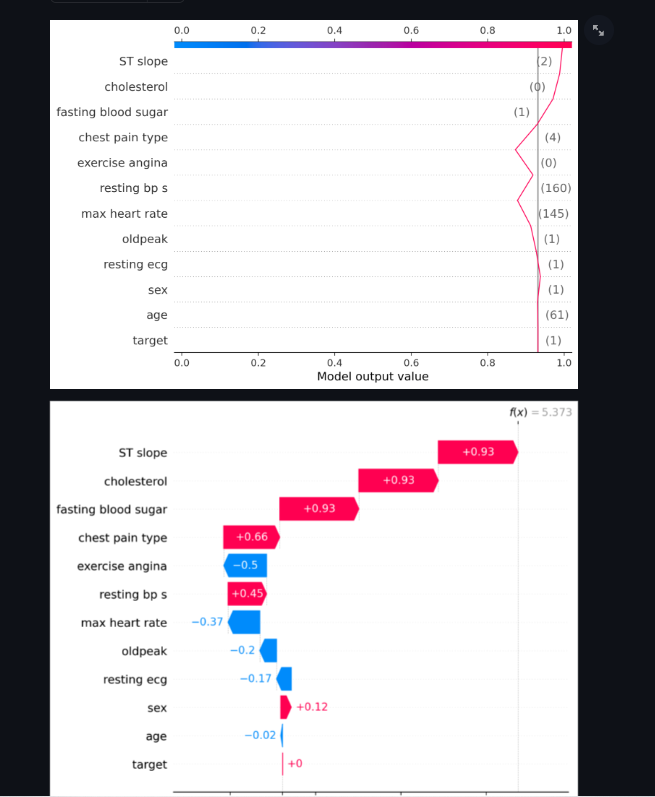 0.0 0.2 0.4 0.6 0.8 1.0
ST slope (2)
cholesterol (0)
fasting blood sugar (1)
chest pain type (4)
exercise angina (0)
resting bp s (160)
max heart rate (145)
oldpeak (1)
resting ecg (1)
sex (1)
age (61)
target (1)
0.0 0.2 0.4 0.6 0.8 1.0
Model output value
f(x) = 5.373
ST slope +0.93
cholesterol +0.93
fasting blood sugar +0.93
chest pain type +0.66
exercise angina −0.5
resting bp s +0.45
max heart rate −0.37
oldpeak −0.2
resting ecg −0.17
sex +0.12
age −0.02
target +0